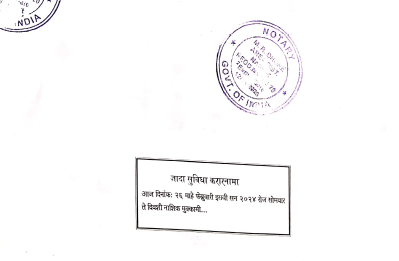 INDIA
NOTARY
GOVT. OF INDIA
जादा सुविधा करारनामा
आज दिनांक: २६ माहे फेब्रुवारी इसवी सन २०२४ रोज सोमवार
ते दिवशी नाशिक मुक्कामी...